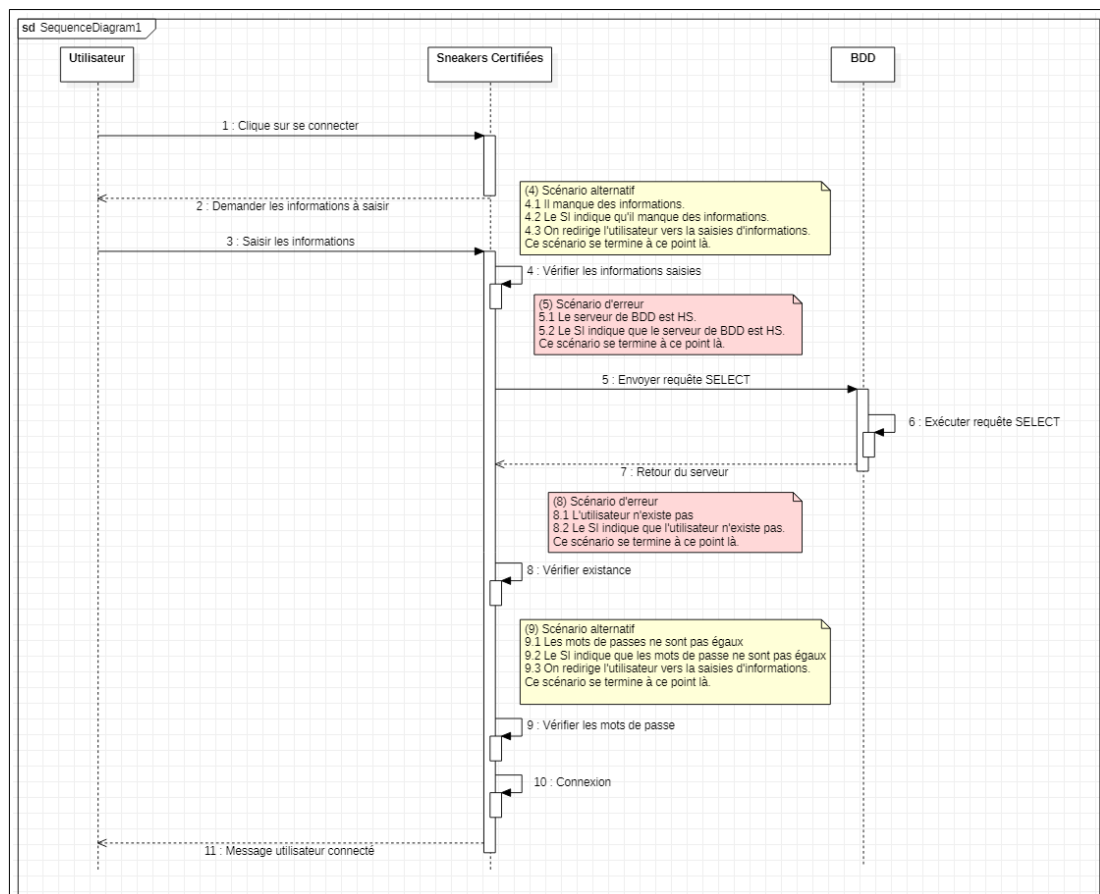 sd SequenceDiagram1
Utilisateur
Sneakers Certifiées
BDD
1 : Clique sur se connecter
2 : Demander les informations à saisir
(4) Scénario alternatif
4.1 Il manque des informations.
4.2 Le SI indique qu'il manque des informations.
4.3 On redirige l'utilisateur vers la saisies d'informations.
Ce scénario se termine à ce point là.
3 : Saisir les informations
4 : Vérifier les informations saisies
(5) Scénario d'erreur
5.1 Le serveur de BDD est HS.
5.2 Le SI indique que le serveur de BDD est HS.
Ce scénario se termine à ce point là.
5 : Envoyer requête SELECT
6 : Exécuter requête SELECT
7 : Retour du serveur
(8) Scénario d'erreur
8.1 L'utilisateur n'existe pas
8.2 Le SI indique que l'utilisateur n'existe pas.
Ce scénario se termine à ce point là.
8 : Vérifier existance
(9) Scénario alternatif
9.1 Les mots de passes ne sont pas égaux
9.2 Le SI indique que les mots de passe ne sont pas égaux
9.3 On redirige l'utilisateur vers la saisies d'informations.
Ce scénario se termine à ce point là.
9 : Vérifier les mots de passe
10 : Connexion
11 : Message utilisateur connecté